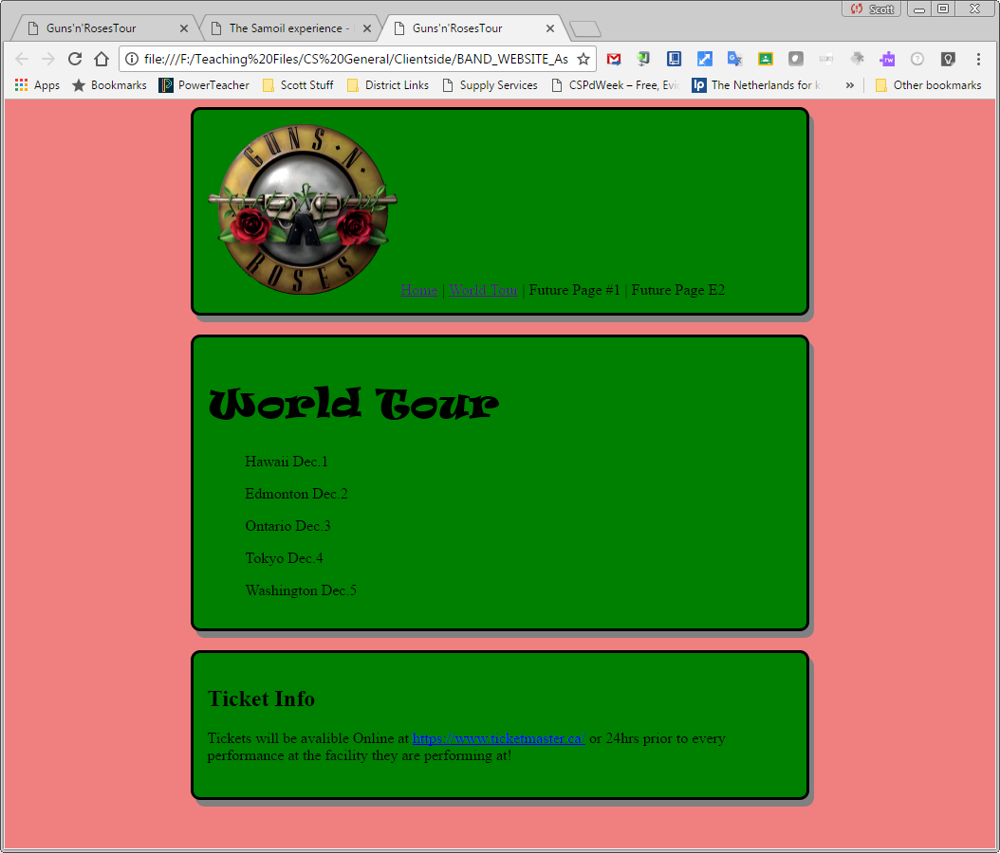 Scott
Guns'n'RosesTour
The Samoil experience -
Guns'n'RosesTour
file:///F:/Teaching%20Files/CS%20General/Clientside/BAND_WEBSITE_As
Apps Bookmarks PowerTeacher Scott Stuff District Links Supply Services CSPdWeek – Free, Evi The Netherlands for k » Other bookmarks
GUNS·N·
ROSES
Home | World Tour | Future Page #1 | Future Page E2
World Tour
Hawaii Dec.1
Edmonton Dec.2
Ontario Dec.3
Tokyo Dec.4
Washington Dec.5
Ticket Info
Tickets will be avalible Online at https://www.ticketmaster.ca/ or 24hrs prior to every
performance at the facility they are performing at!